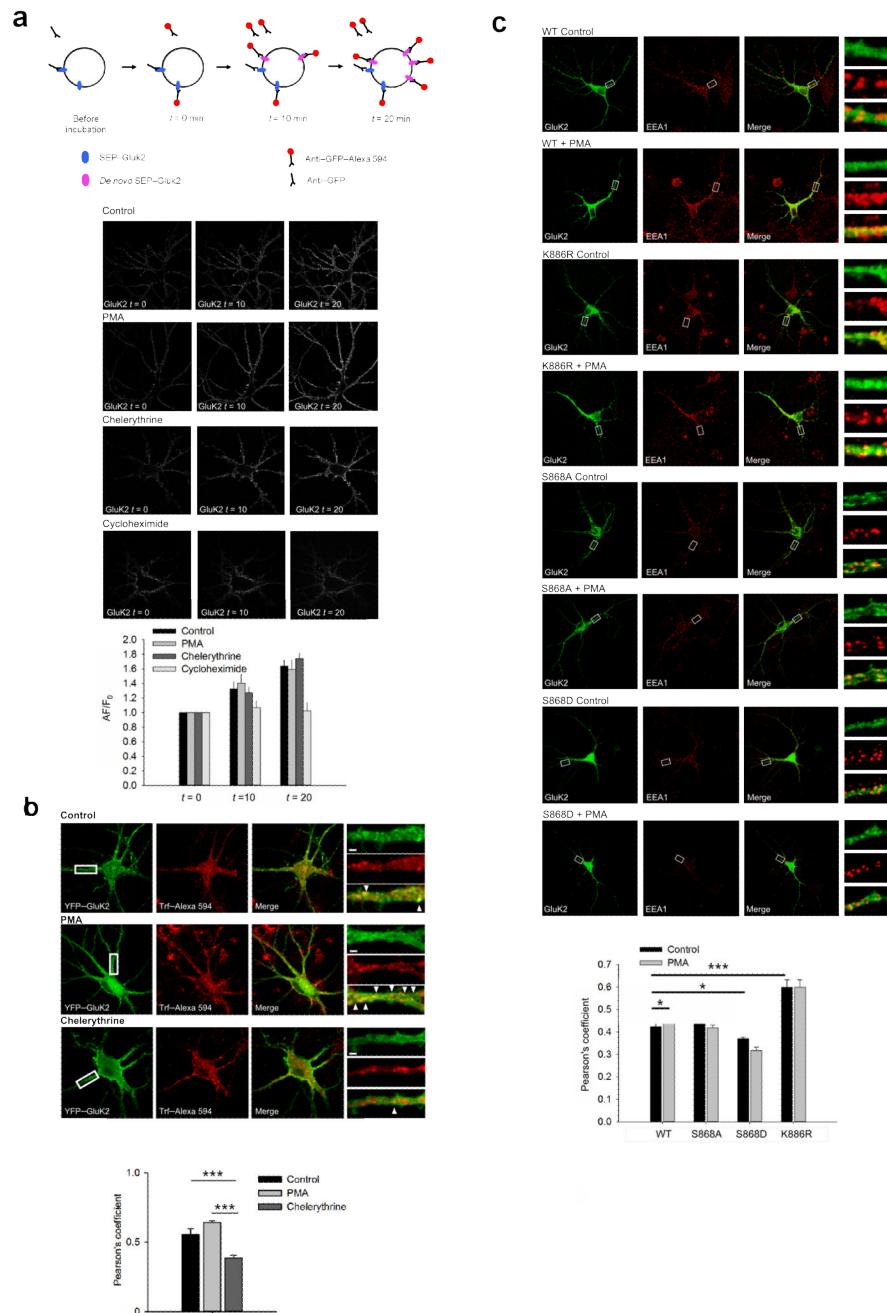 a
Before
incubation
t = 0 min
t = 10 min
t = 20 min
SEP–Gluk2
De novo SEP–Gluk2
Anti–GFP–Alexa 594
Anti–GFP
Control
GluK2 t = 0
GluK2 t = 10
GluK2 t = 20
PMA
GluK2 t = 0
GluK2 t = 10
GluK2 t = 20
Chelerythrine
GluK2 t = 0
GluK2 t = 10
GluK2 t = 20
Cycloheximide
GluK2 t = 0
GluK2 t = 10
GluK2 t = 20
Control
PMA
Chelerythrine
Cycloheximide
2.0
1.8
1.6
1.4
1.2
1.0
0.8
0.6
0.4
0.2
0.0
AF/F0
t = 0
t =10
t = 20
b
Control
YFP–GluK2
Trf–Alexa 594
Merge
PMA
YFP–GluK2
Trf–Alexa 594
Merge
Chelerythrine
YFP–GluK2
Trf–Alexa 594
Merge
1.0
0.5
0
Pearson's coefficient
***
***
Control
PMA
Chelerythrine
c
WT Control
GluK2
EEA1
Merge
WT + PMA
GluK2
EEA1
Merge
K886R Control
GluK2
EEA1
Merge
K886R + PMA
GluK2
EEA1
Merge
S868A Control
GluK2
EEA1
Merge
S868A + PMA
GluK2
EEA1
Merge
S868D Control
GluK2
EEA1
Merge
S868D + PMA
GluK2
EEA1
Merge
Control
PMA
0.7
0.6
0.5
0.4
0.3
0.2
0.1
0.0
Pearson's coefficient
***
*
*
WT
S868A
S868D
K886R